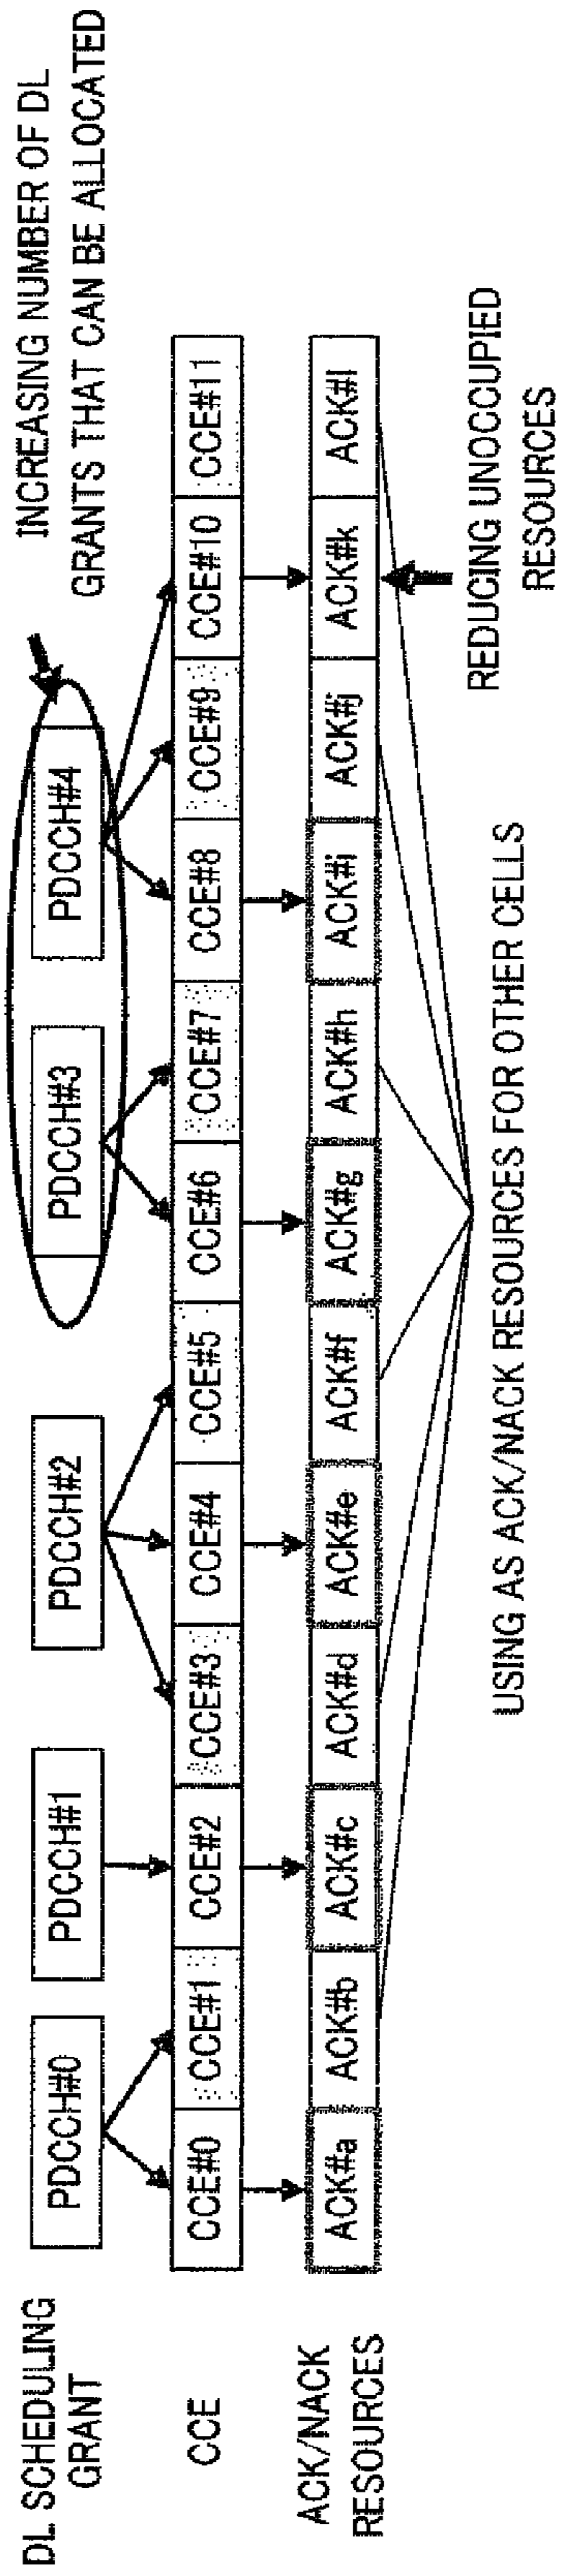 INCREASING NUMBER OF DL
GRANTS THAT CAN BE ALLOCATED
DL SCHEDULING
GRANT
PDCCH#0
PDCCH#1
PDCCH#2
PDCCH#3
PDCCH#4
CCE
CCE#0
CCE#1
CCE#2
CCE#3
CCE#4
CCE#5
CCE#6
CCE#7
CCE#8
CCE#9
CCE#10
CCE#11
ACK/NACK
RESOURCES
ACK#a
ACK#b
ACK#c
ACK#d
ACK#e
ACK#f
ACK#g
ACK#h
ACK#i
ACK#j
ACK#k
ACK#l
REDUCING UNOCCUPIED
RESOURCES
USING AS ACK/NACK RESOURCES FOR OTHER CELLS